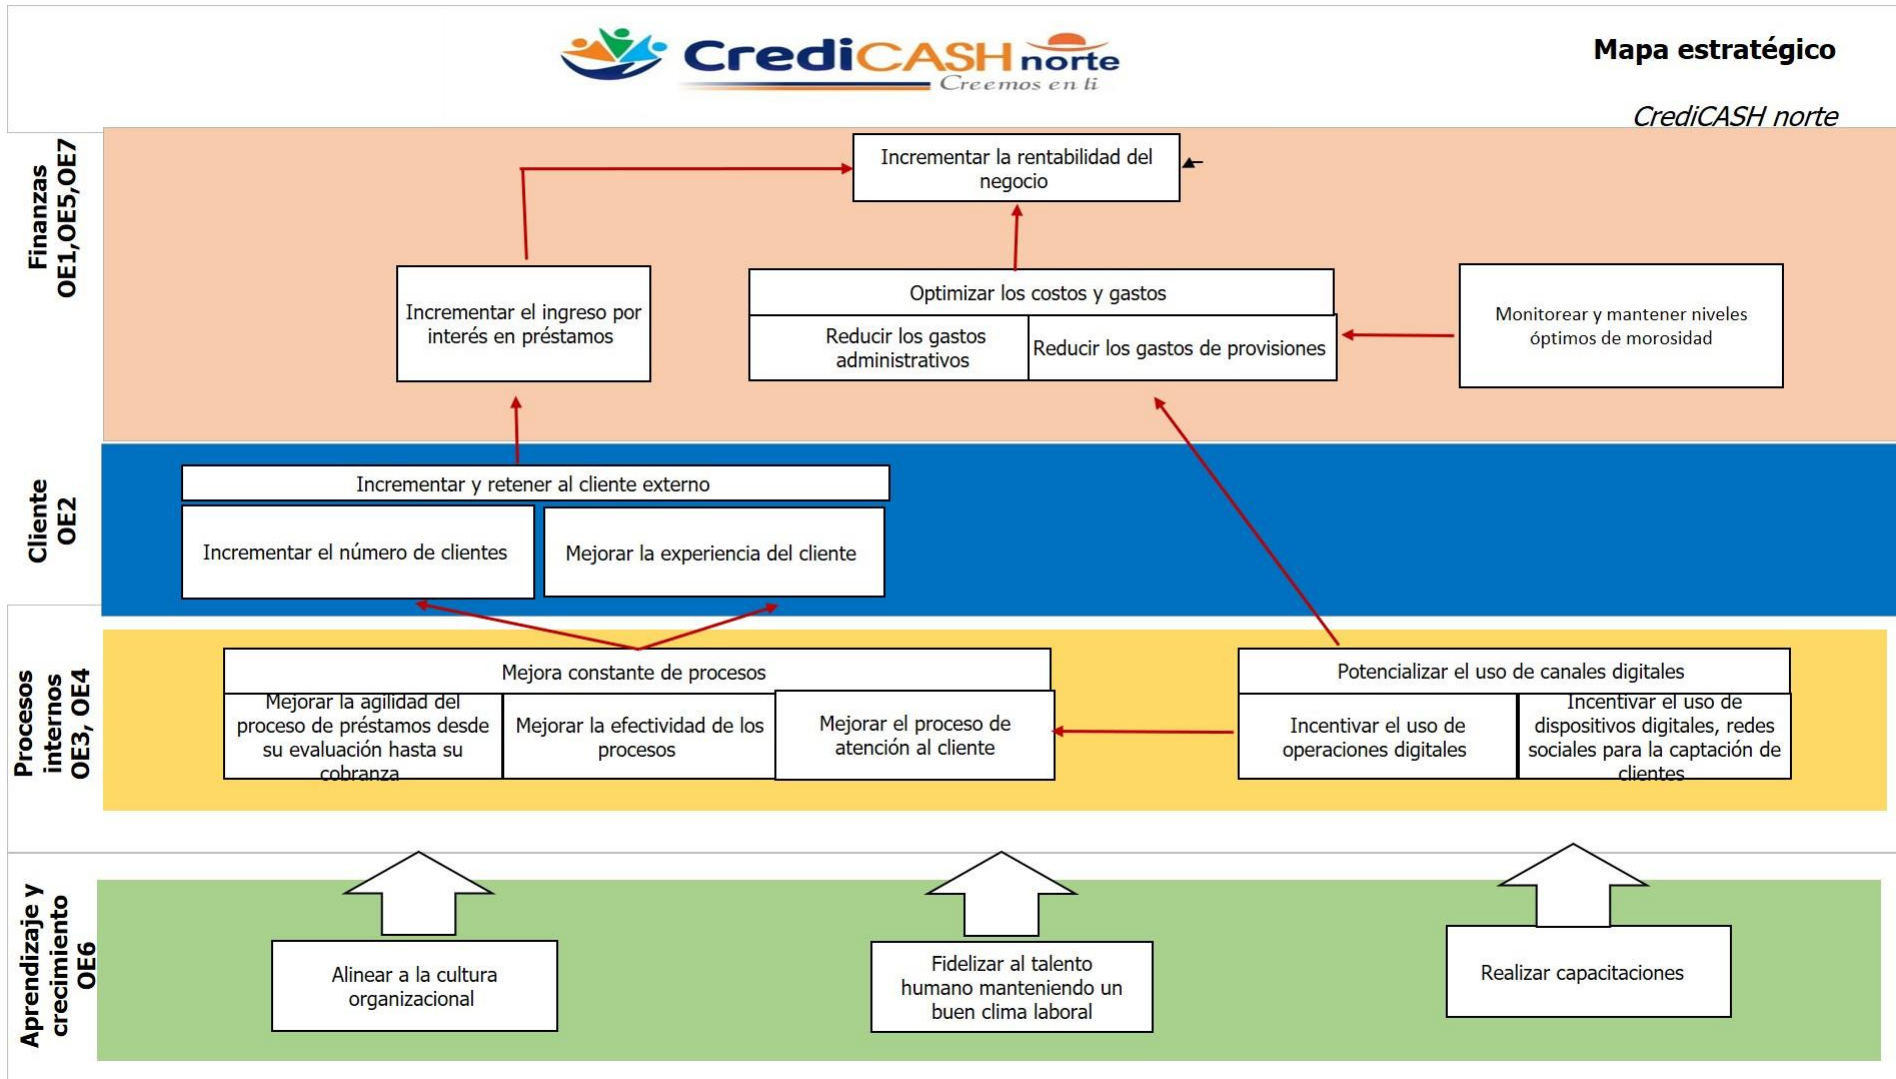 CrediCASH norte
Creemos en ti
Mapa estratégico
CrediCASH norte
Finanzas
OE1,OE5,OE7
Incrementar la rentabilidad del
negocio
Incrementar el ingreso por
interés en préstamos
Optimizar los costos y gastos
Reducir los gastos
administrativos
Reducir los gastos de provisiones
Monitorear y mantener niveles
óptimos de morosidad
Cliente
OE2
Incrementar y retener al cliente externo
Incrementar el número de clientes
Mejorar la experiencia del cliente
Procesos
internos
OE3, OE4
Mejora constante de procesos
Mejorar la agilidad del
proceso de préstamos desde
su evaluación hasta su
cobranza
Mejorar la efectividad de los
procesos
Mejorar el proceso de
atención al cliente
Potencializar el uso de canales digitales
Incentivar el uso de
operaciones digitales
Incentivar el uso de
dispositivos digitales, redes
sociales para la captación de
clientes
Aprendizaje y
crecimiento
OE6
Alinear a la cultura
organizacional
Fidelizar al talento
humano manteniendo un
buen clima laboral
Realizar capacitaciones